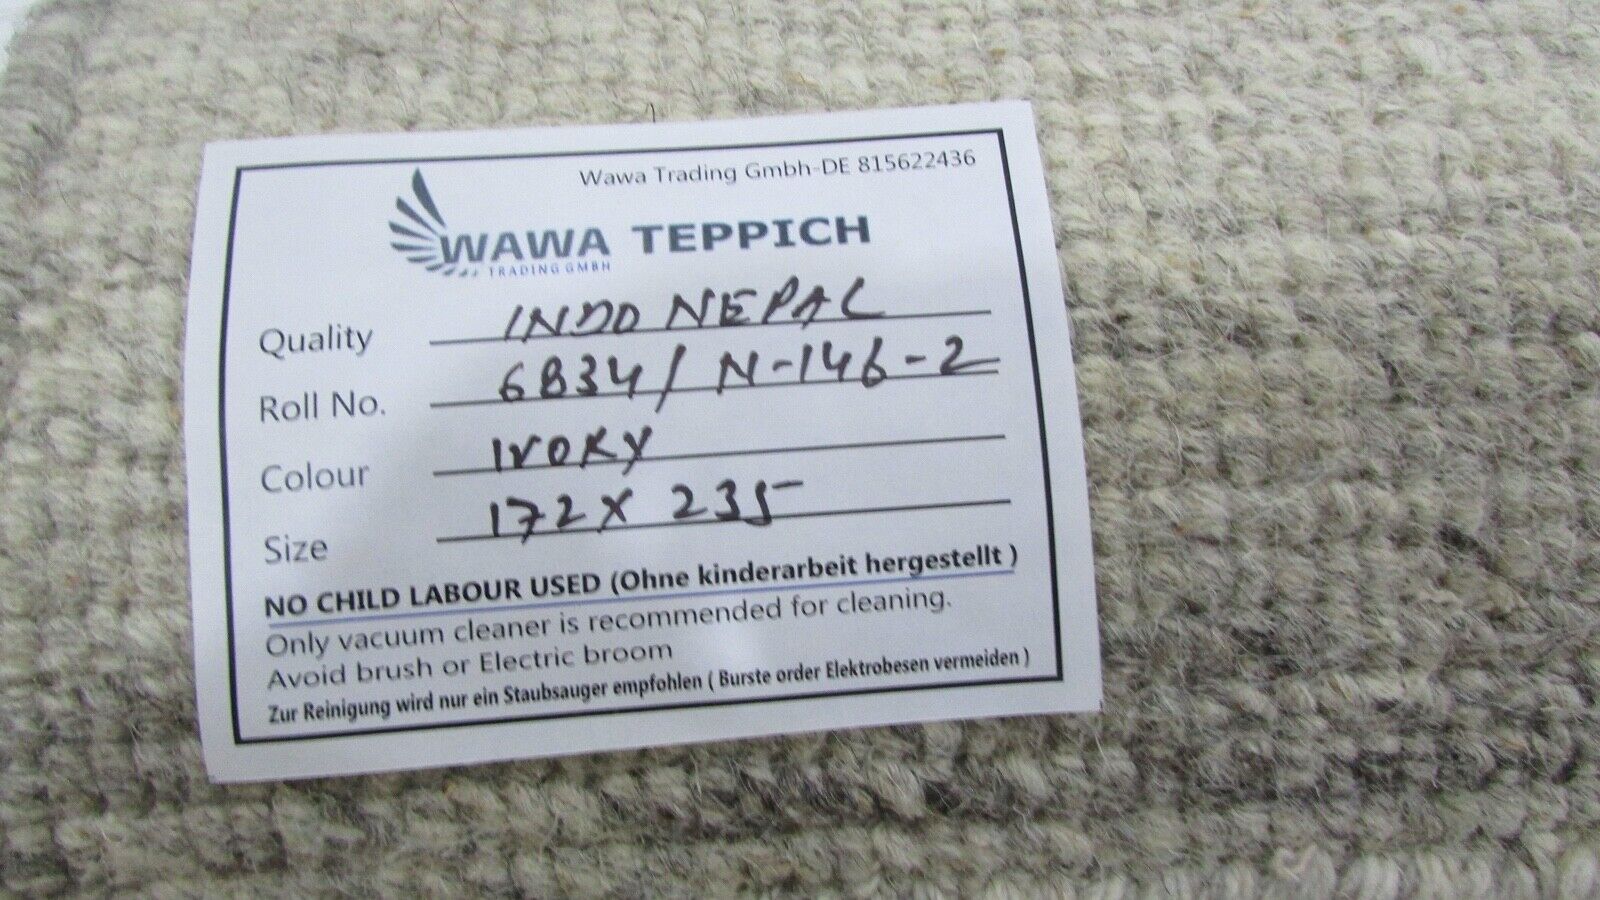 Wawa Trading Gmbh-DE 815622436
WAWA TEPPICH
TRADING GMBH
Quality INDO NEPAL
Roll No. 6834 / N-146-2
Colour IVORY
Size 172 X 235
NO CHILD LABOUR USED (Ohne kinderarbeit hergestellt )
Only vacuum cleaner is recommended for cleaning.
Avoid brush or Electric broom
Zur Reinigung wird nur ein Staubsauger empfohlen ( Burste order Elektrobesen vermeiden )